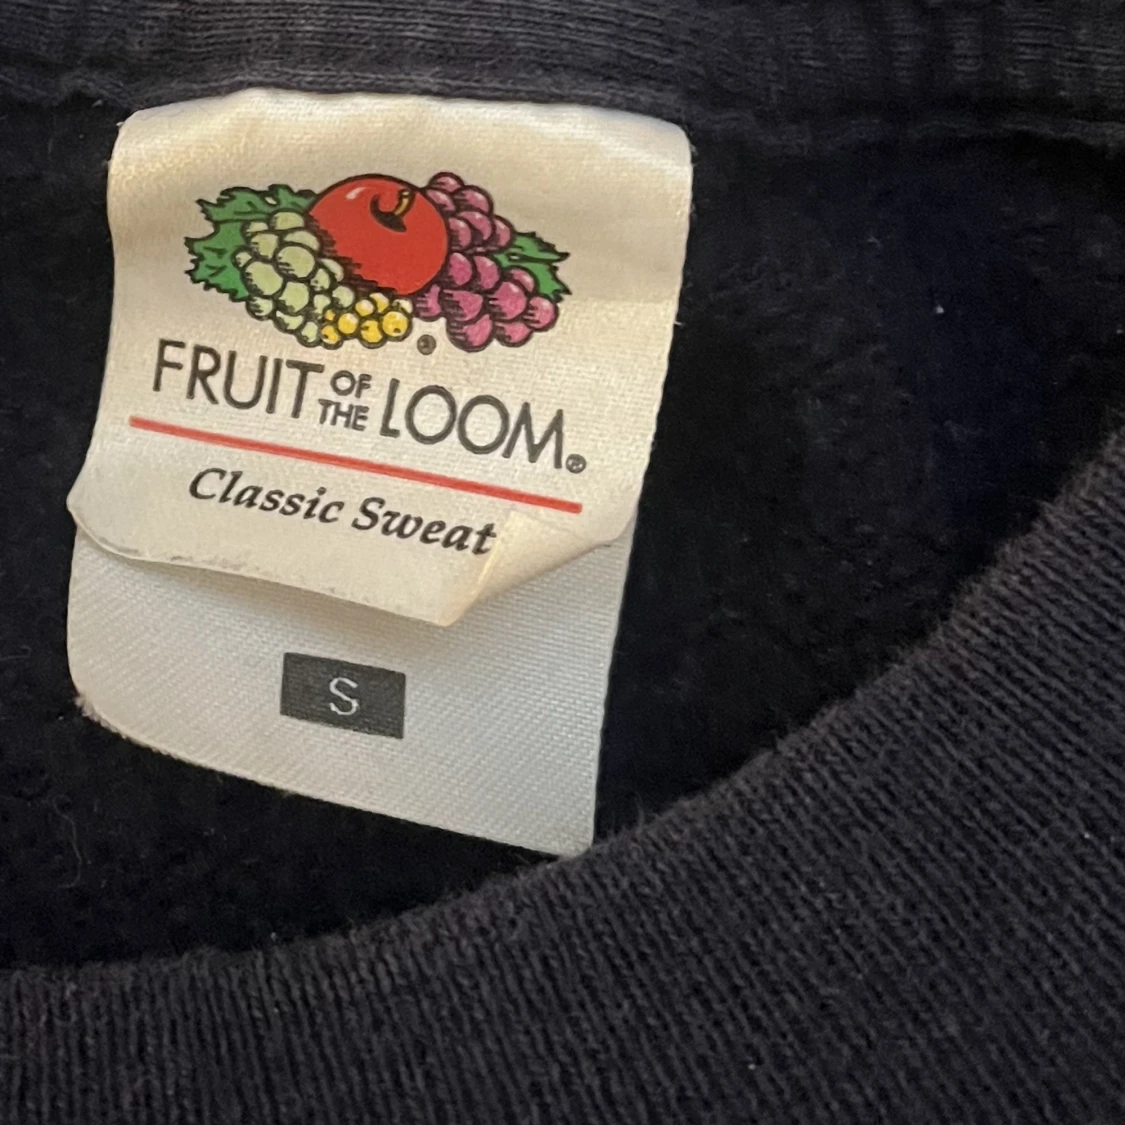 FRUIT OF THE LOOM®
Classic Sweat
S